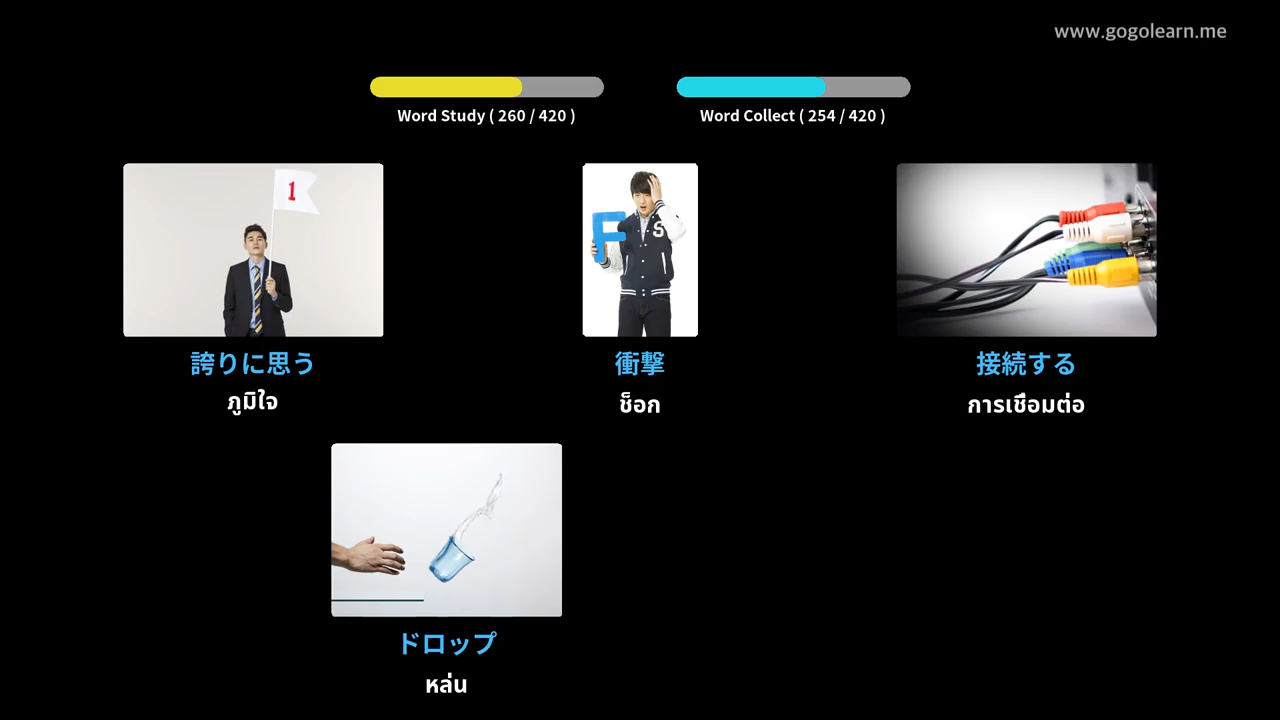 www.gogolearn.me
Word Study ( 260 / 420 )
Word Collect ( 254 / 420 )
1
F
S
誇りに思う
衝撃
接続する
ภูมิใจ
ช็อก
การเชื่อมต่อ
ドロップ
หล่น